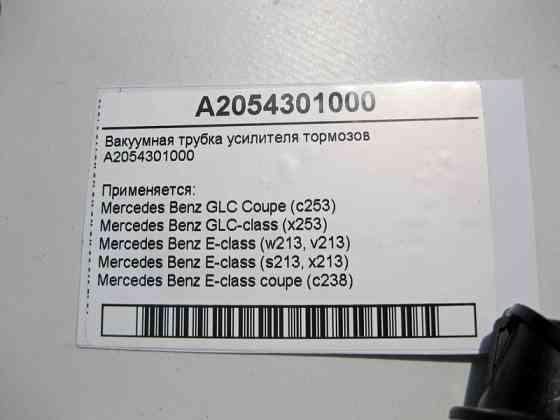 A2054301000
Вакуумная трубка усилителя тормозов
A2054301000
Применяется:
Mercedes Benz GLC Coupe (c253)
Mercedes Benz GLC-class (x253)
Mercedes Benz E-class (w213, v213)
Mercedes Benz E-class (s213, x213)
Mercedes Benz E-class coupe (c238)